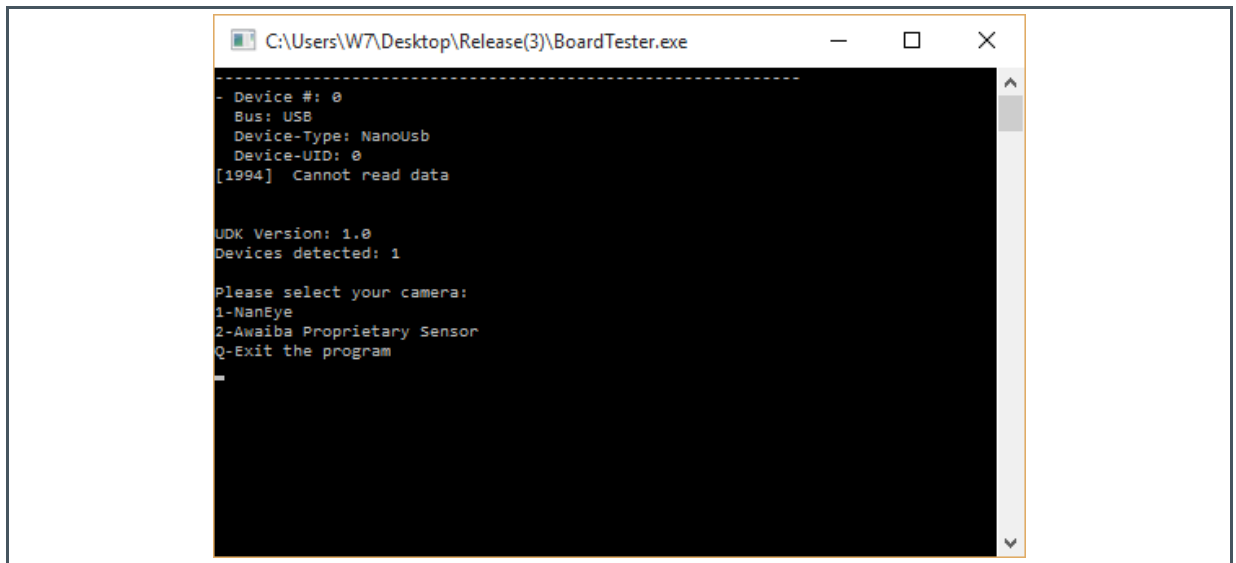 C:\Users\W7\Desktop\Release(3)\BoardTester.exe
------------------------------------------------------------
- Device #: 0
Bus: USB
Device-Type: NanoUsb
Device-UID: 0
[1994]  Cannot read data
UDK Version: 1.0
Devices detected: 1
Please select your camera:
1-NanEye
2-Awaiba Proprietary Sensor
Q-Exit the program